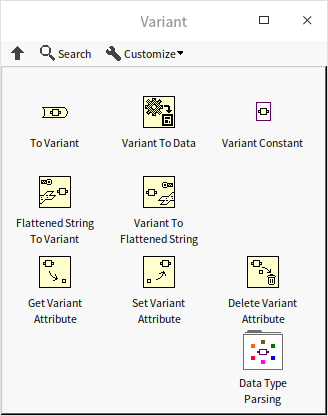 Variant
Search
Customize
To Variant
Variant To Data
Variant Constant
Flattened String
To Variant
Variant To
Flattened String
Get Variant
Attribute
Set Variant
Attribute
Delete Variant
Attribute
Data Type
Parsing